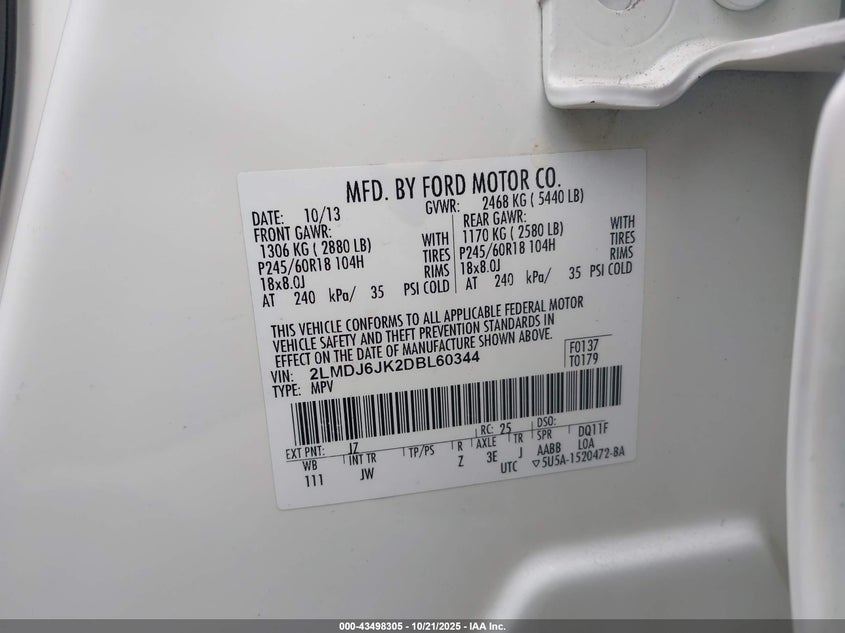 MFD. BY FORD MOTOR CO.
DATE: 10/13 GVWR: 2468 KG ( 5440 LB)
FRONT GAWR: REAR GAWR:
1306 KG ( 2880 LB) WITH 1170 KG ( 2580 LB) WITH
P245/60R18 104H TIRES P245/60R18 104H TIRES
18x8.0J RIMS 18x8.0J RIMS
AT 240 kPa/ 35 PSI COLD AT 240 kPa/ 35 PSI COLD
THIS VEHICLE CONFORMS TO ALL APPLICABLE FEDERAL MOTOR
VEHICLE SAFETY AND THEFT PREVENTION STANDARDS IN
EFFECT ON THE DATE OF MANUFACTURE SHOWN ABOVE.
VIN: 2LMDJ6JK2DBL60344 F0137
TYPE: MPV T0179
EXT PNT: JZ RC: 25 DSO:
WB INT TR TP/PS R AXLE TR SPR DQ11F
111 JW Z 3E J AABB LOA
UTC ▽5U5A-1520472-BA
000-43498305 - 10/21/2025 - IAA Inc.